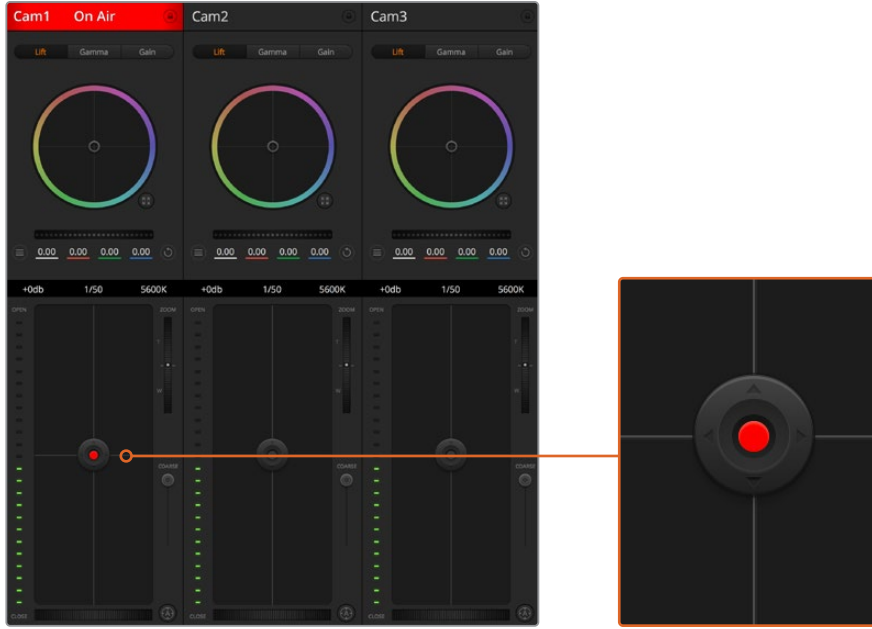 Cam1 On Air Cam2 Cam3
Lift Gamma Gain Lift Gamma Gain Lift Gamma Gain
0.00 0.00 0.00 0.00 0.00 0.00 0.00 0.00 0.00 0.00 0.00 0.00
+0db 1/50 5600K +0db 1/50 5600K +0db 1/50 5600K
OPEN ZOOM OPEN ZOOM OPEN ZOOM
T T T
W W W
COARSE COARSE COARSE
CLOSE CLOSE CLOSE